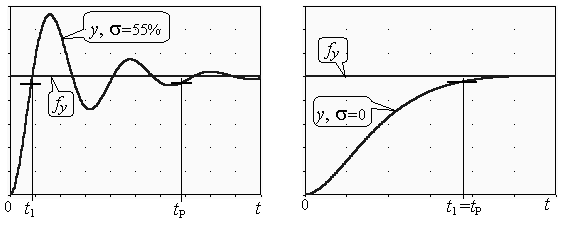 y, σ=55%
fy
0
t1
tp
t
fy
y, σ=0
0
t1=tp
t